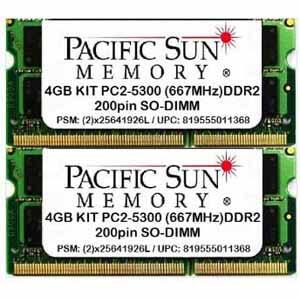 PACIFIC SUN
MEMORY ®
4GB KIT PC2-5300 (667MHz)DDR2
200pin SO-DIMM
PSM: (2)x25641926L / UPC: 819555011368
PACIFIC SUN
MEMORY ®
4GB KIT PC2-5300 (667MHz)DDR2
200pin SO-DIMM
PSM: (2)x25641926L / UPC: 819555011368